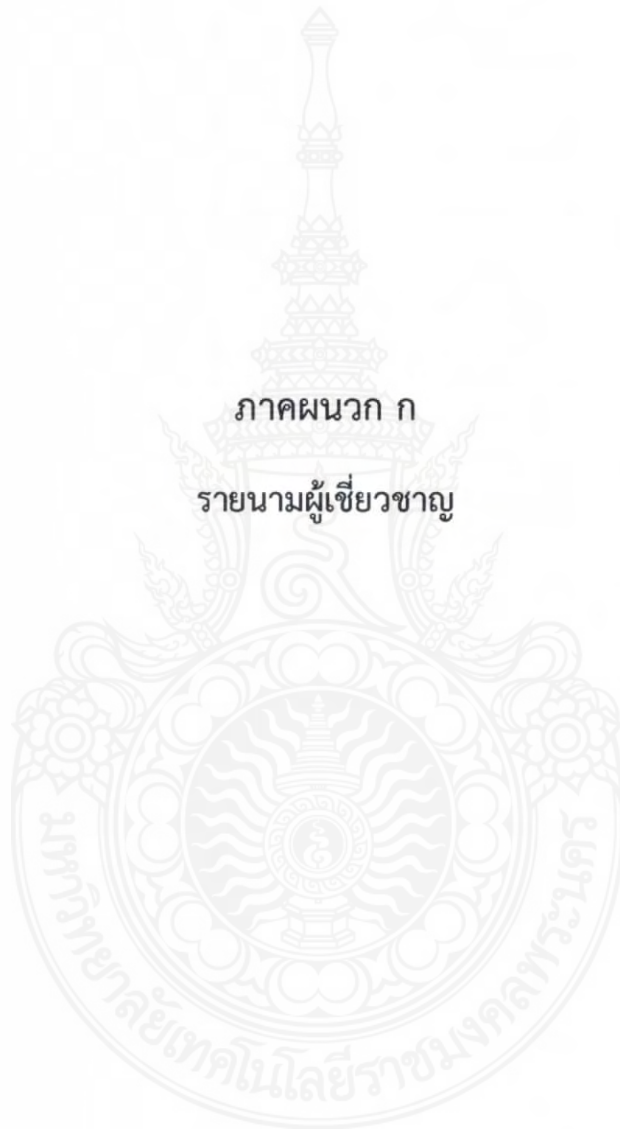 ภาคผนวก ก
รายนามผู้เชี่ยวชาญ
มหาวิทยาลัยเทคโนโลยีราชมงคลพระนคร